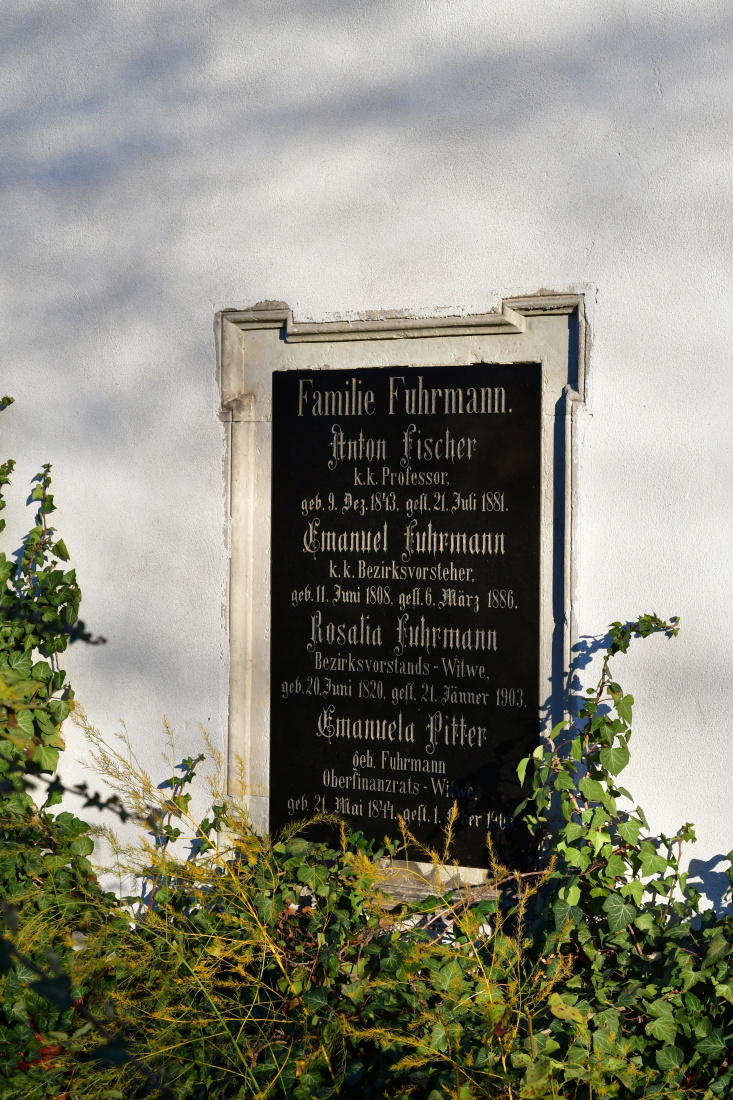 Familie Fuhrmann.
Anton Fischer
k.k. Professor,
geb. 9. Dez. 1843, gest. 21. Juli 1881.
Emanuel Fuhrmann
k.k. Bezirksvorsteher,
geb. 11. Juni 1808, gest. 6. März 1886.
Rosalia Fuhrmann
Bezirksvorstands-Witwe,
geb. 20. Juni 1820, gest. 21. Jänner 1903.
Emanuela Pitter
geb. Fuhrmann
Oberfinanzrats-Witwe,
geb. 21. Mai 1844, gest. 1.